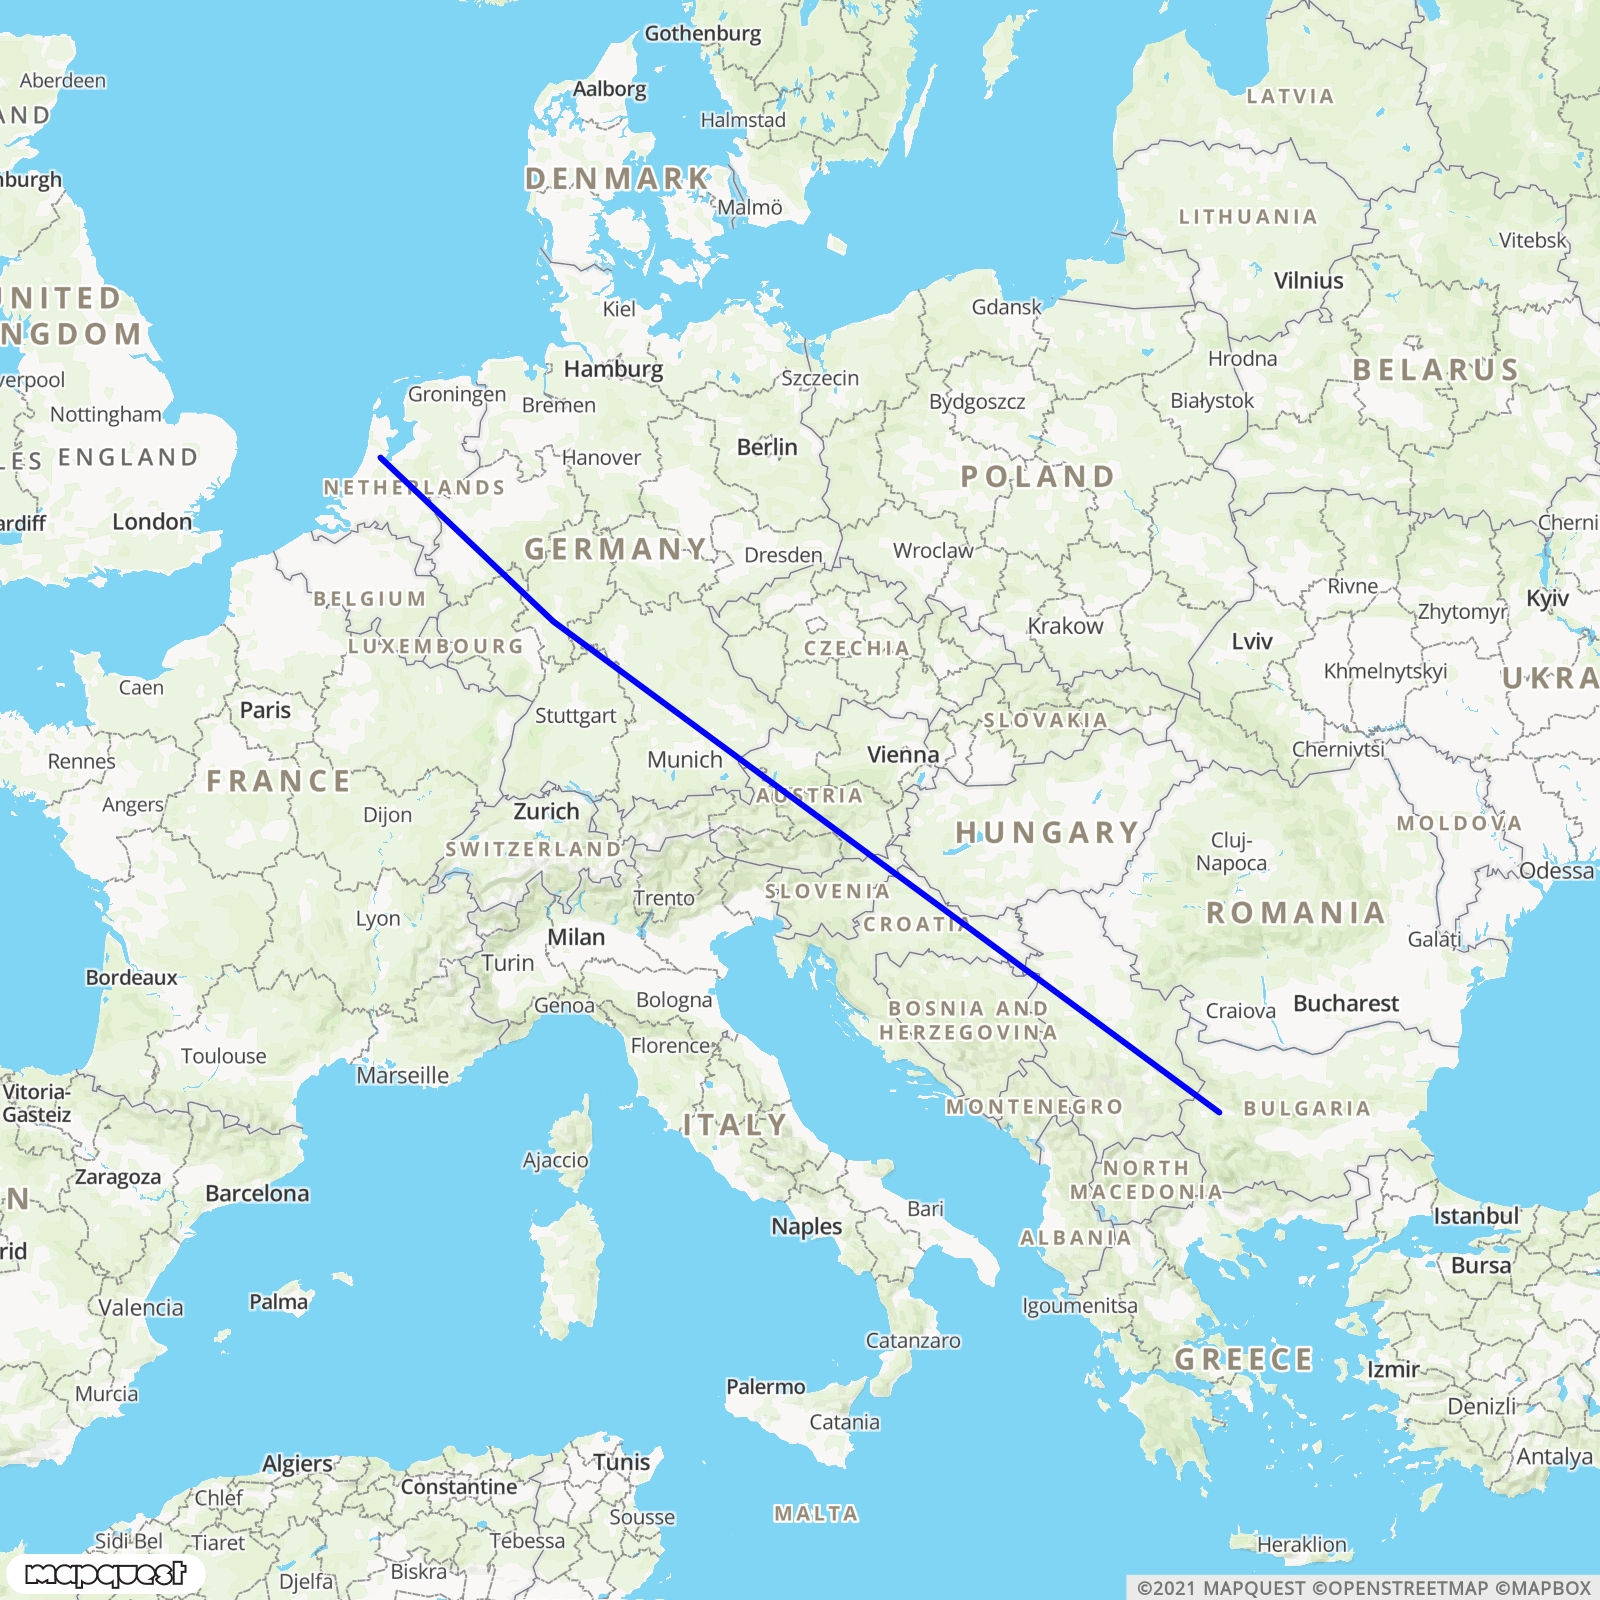 Gothenburg
Aberdeen
Aalborg
LATVIA
AND
Halmstad
DENMARK
nburgh
Malmö
LITHUANIA
Vitebsk
Vilnius
UNITED
KINGDOM
Kiel
Gdansk
Hrodna
BELARUS
Hamburg
Szczecin
verpool
Groningen
Bremen
Bydgoszcz
Białystok
Nottingham
Berlin
LES
ENGLAND
Hanover
POLAND
NETHERLANDS
ardiff
London
Cherni
GERMANY
Dresden
Wroclaw
Rivne
Kyiv
BELGIUM
Zhytomyr
Krakow
Lviv
LUXEMBOURG
CZECHIA
Khmelnytskyi
UKRA
Caen
Paris
Stuttgart
SLOVAKIA
Chernivtsi
Rennes
Munich
Vienna
FRANCE
AUSTRIA
Angers
Dijon
Zurich
HUNGARY
MOLDOVA
SWITZERLAND
Cluj-
Napoca
Odessa
SLOVENIA
Trento
Lyon
CROATIA
ROMANIA
Milan
Galați
Turin
Bordeaux
Bologna
Genoa
BOSNIA AND
HERZEGOVINA
Craiova
Bucharest
Toulouse
Florence
Marseille
Vitoria-
Gasteiz
MONTENEGRO
BULGARIA
ITALY
Ajaccio
NORTH
MACEDONIA
Zaragoza
Barcelona
N
Bari
Naples
Istanbul
rid
ALBANIA
Bursa
Valencia
Palma
Igoumenitsa
Catanzaro
GREECE
Izmir
Murcia
Palermo
Catania
Denizli
Algiers
Tunis
Antalya
Constantine
Chlef
Sousse
MALTA
Sidi Bel
Tiaret
Tebessa
Heraklion
mapquest
Djelfa
Biskra
©2021 MAPQUEST ©OPENSTREETMAP ©MAPBOX